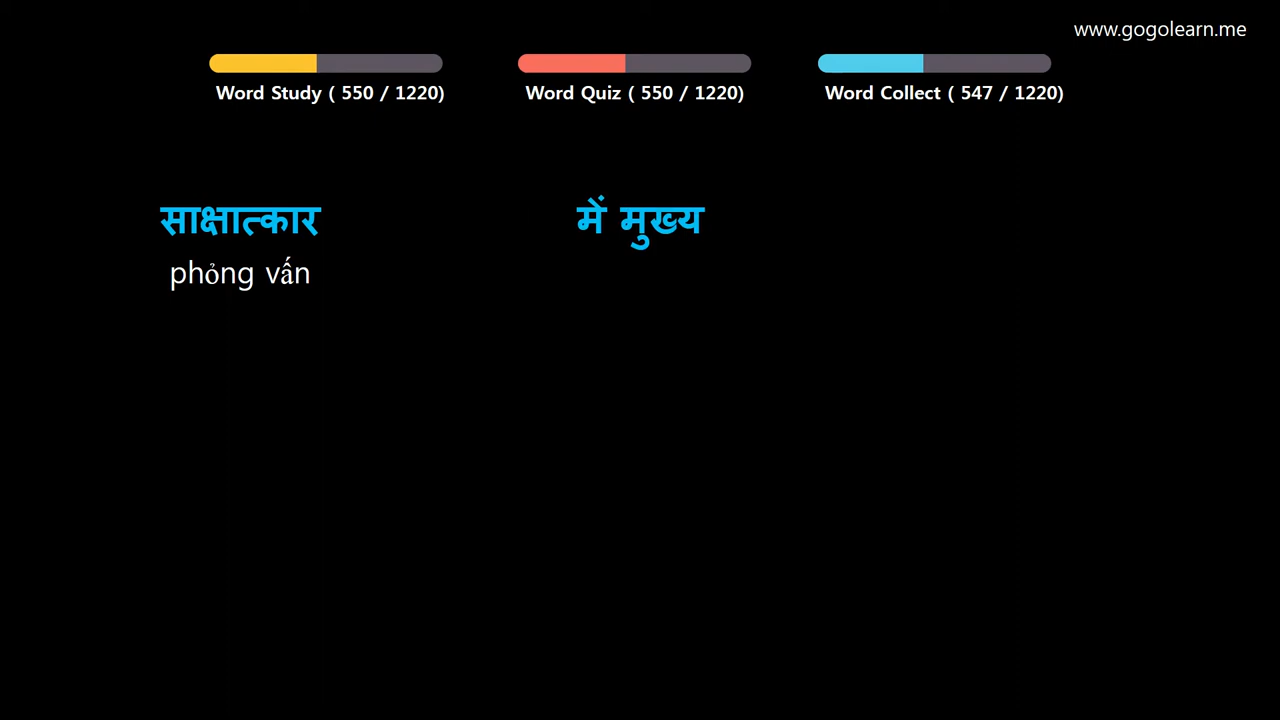 www.gogolearn.me
Word Study ( 550 / 1220)
Word Quiz ( 550 / 1220)
Word Collect ( 547 / 1220)
साक्षात्कार
phỏng vấn
में मुख्य